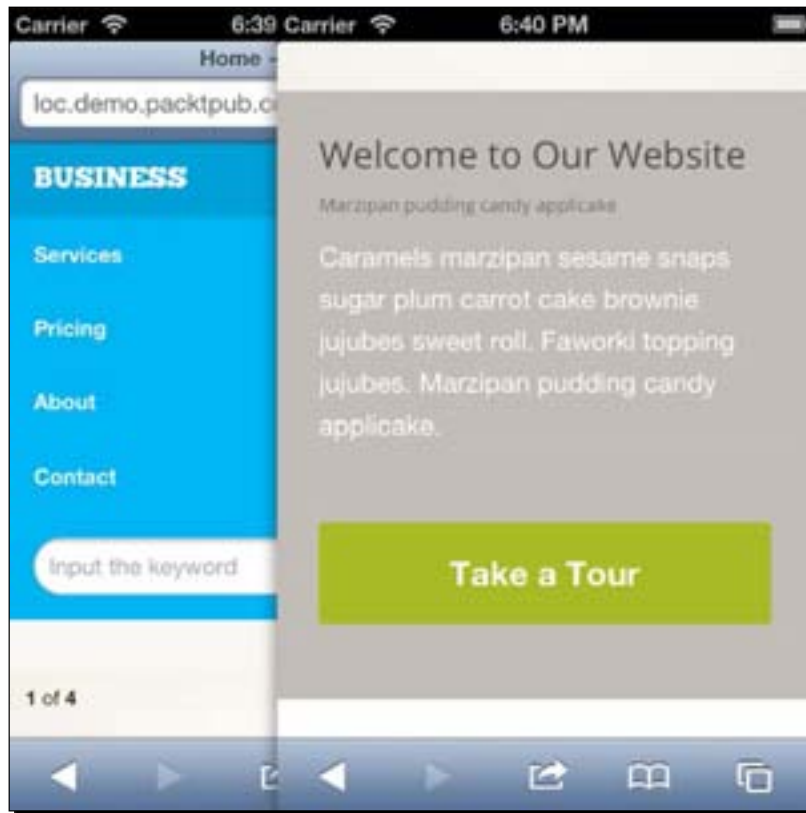 Carrier 6:39
Home -
loc.demo.packtpub.c
BUSINESS
Services
Pricing
About
Contact
Input the keyword
1 of 4
Carrier 6:40 PM
Welcome to Our Website
Marzipan pudding candy applicake
Caramels marzipan sesame snaps
sugar plum carrot cake brownie
jujubes sweet roll. Faworki topping
jujubes. Marzipan pudding candy
applicake.
Take a Tour